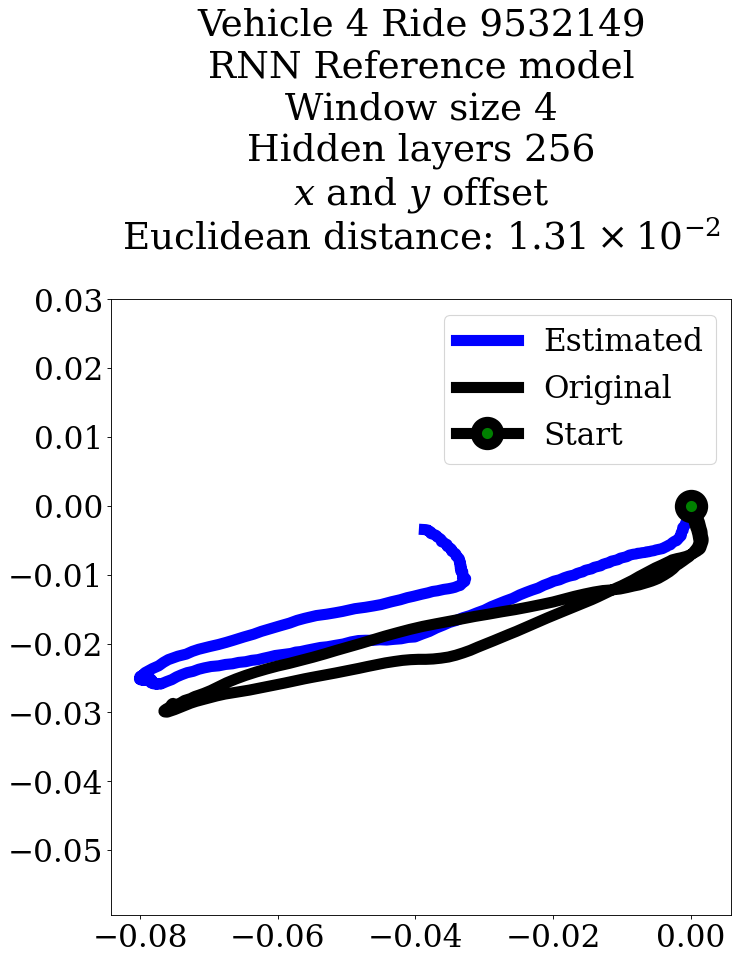 Vehicle 4 Ride 9532149
RNN Reference model
Window size 4
Hidden layers 256
x and y offset
Euclidean distance: 1.31 × 10⁻²
0.03
0.02
0.01
0.00
−0.01
−0.02
−0.03
−0.04
−0.05
Estimated
Original
Start
−0.08 −0.06 −0.04 −0.02 0.00